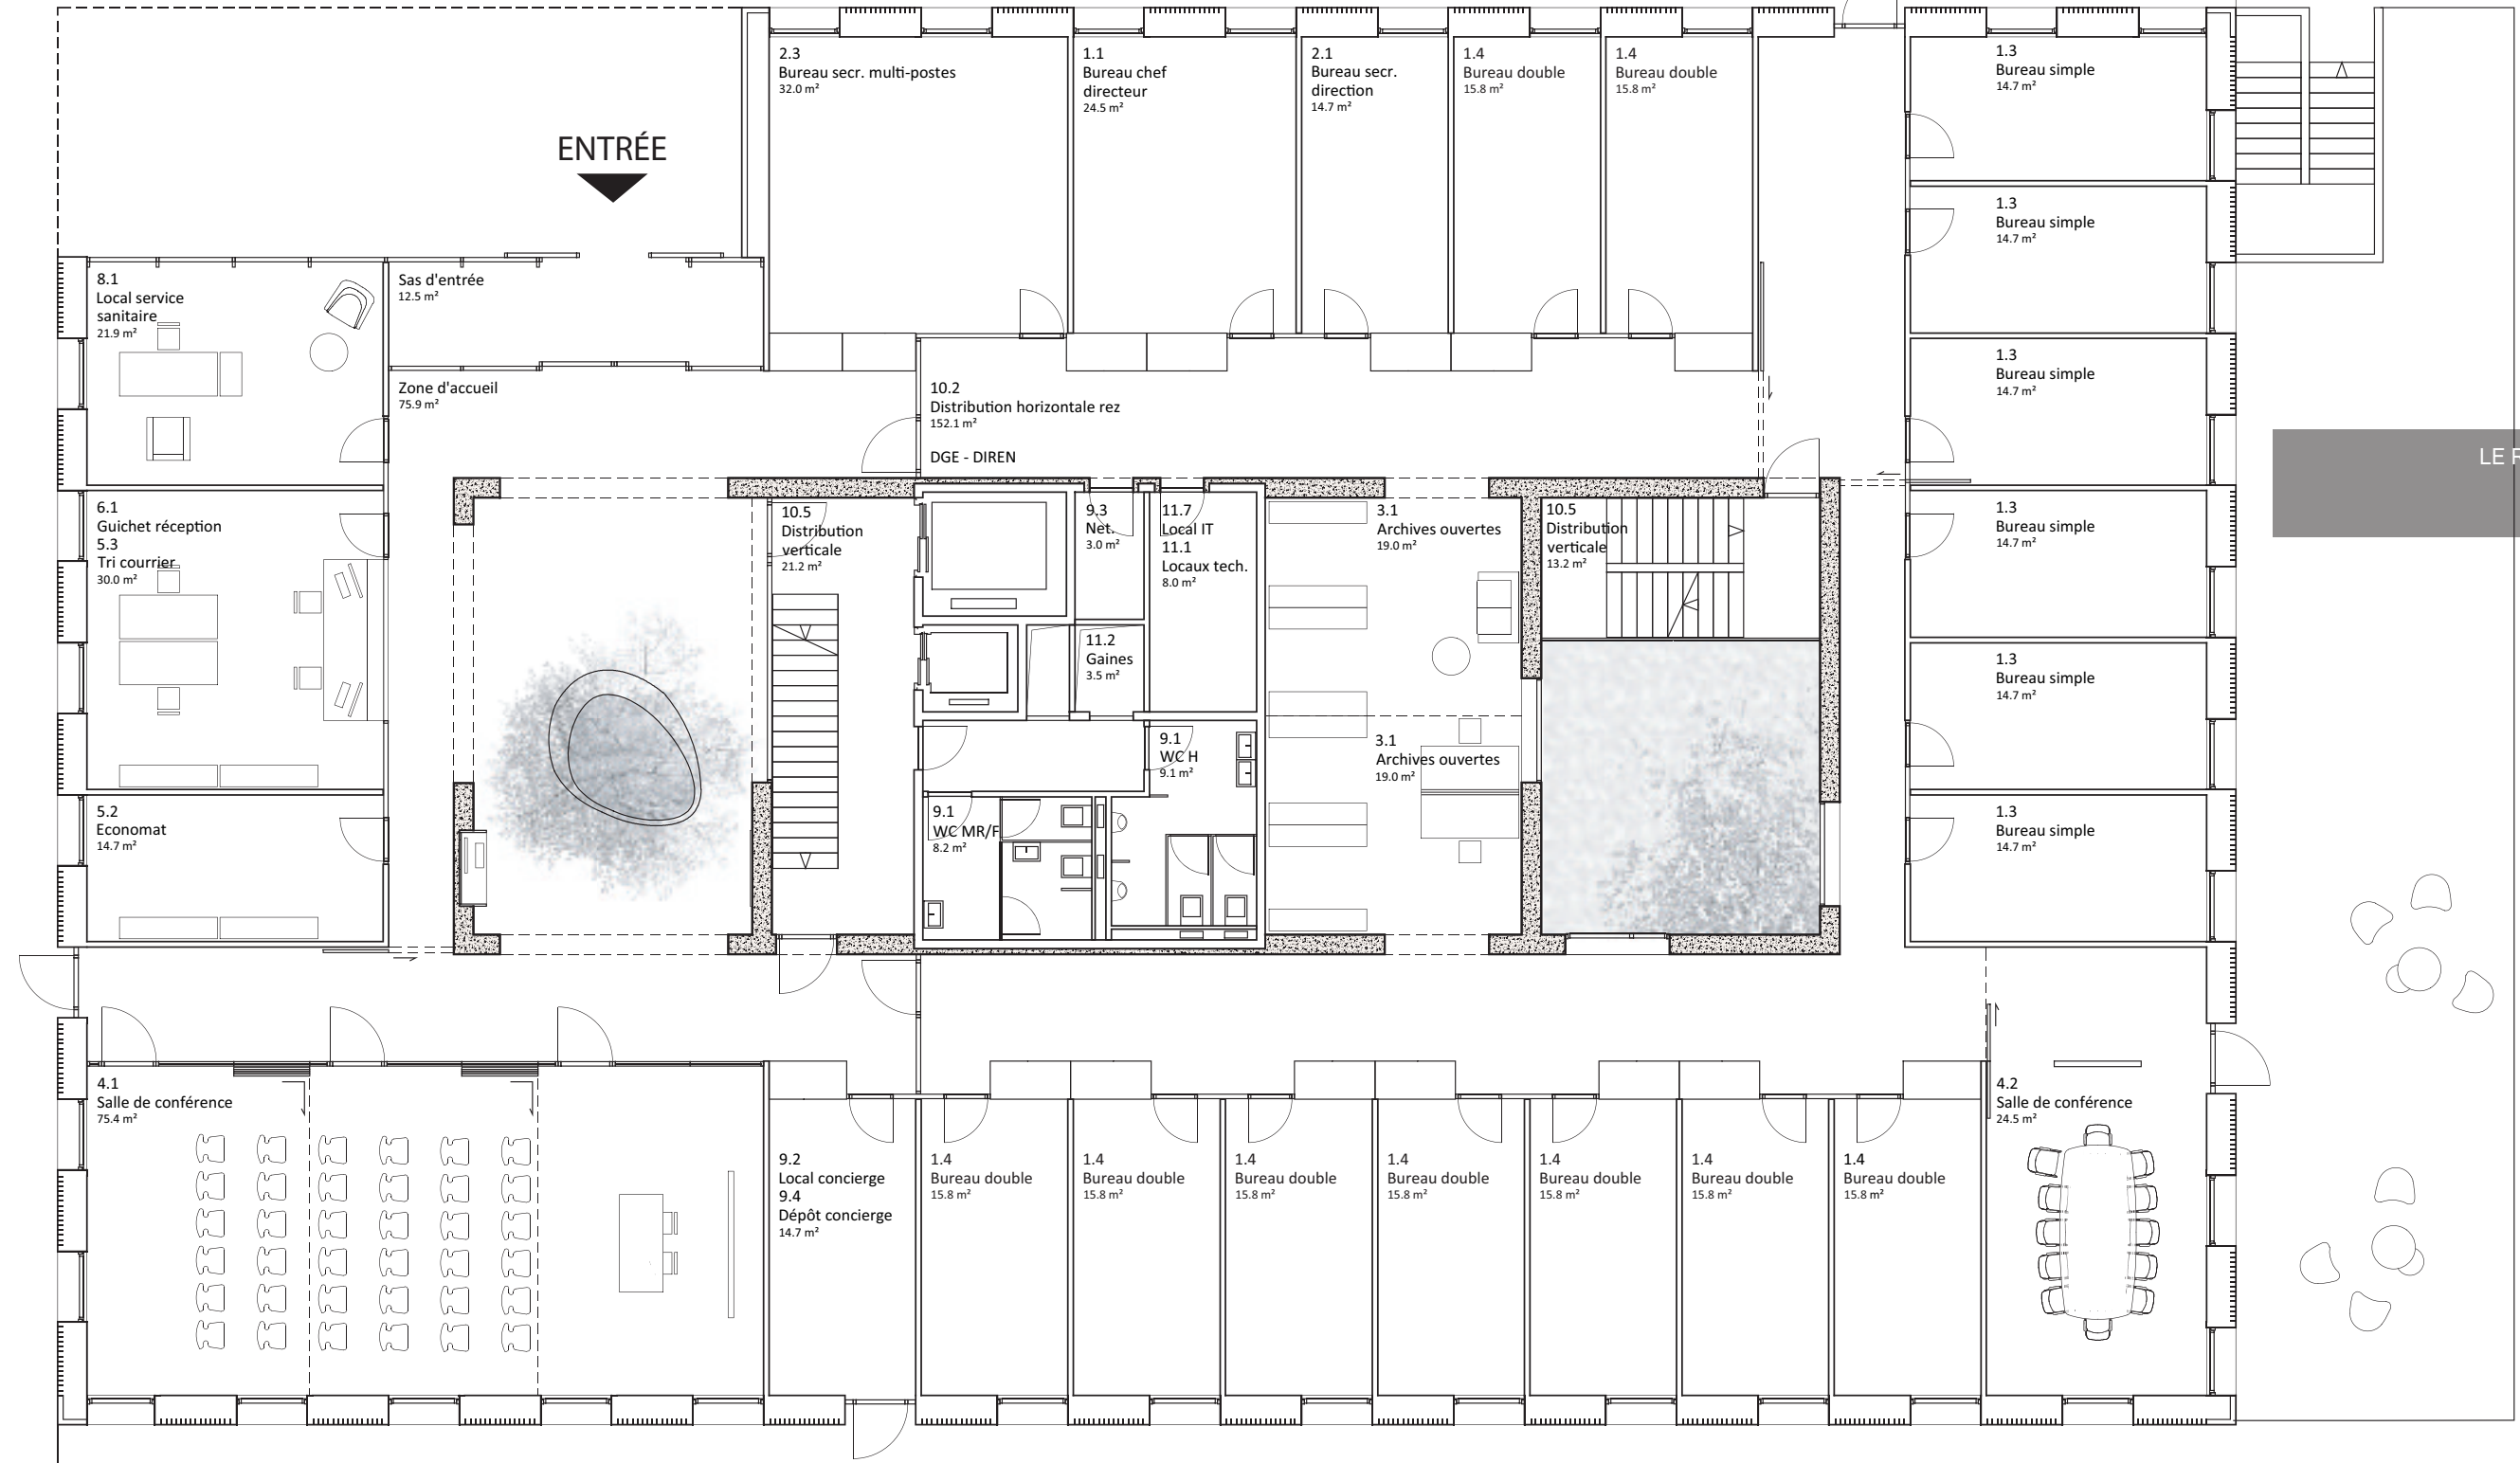 ENTRÉE
2.3
Bureau secr. multi-postes
32.0 m²
1.1
Bureau chef
directeur
24.5 m²
2.1
Bureau secr.
direction
14.7 m²
1.4
Bureau double
15.8 m²
1.4
Bureau double
15.8 m²
1.3
Bureau simple
14.7 m²
1.3
Bureau simple
14.7 m²
1.3
Bureau simple
14.7 m²
1.3
Bureau simple
14.7 m²
1.3
Bureau simple
14.7 m²
1.3
Bureau simple
14.7 m²
LE
8.1
Local service
sanitaire
21.9 m²
Sas d'entrée
12.5 m²
Zone d'accueil
75.9 m²
10.2
Distribution horizontale rez
152.1 m²
DGE - DIREN
6.1
Guichet réception
5.3
Tri courrier
30.0 m²
5.2
Economat
14.7 m²
10.5
Distribution
verticale
21.2 m²
9.3
Net.
3.0 m²
11.7
Local IT
11.1
Locaux tech.
8.0 m²
11.2
Gaines
3.5 m²
9.1
WC H
9.1 m²
9.1
WC MR/F
8.2 m²
3.1
Archives ouvertes
19.0 m²
3.1
Archives ouvertes
19.0 m²
10.5
Distribution
verticale
13.2 m²
4.1
Salle de conférence
75.4 m²
9.2
Local concierge
9.4
Dépôt concierge
14.7 m²
1.4
Bureau double
15.8 m²
1.4
Bureau double
15.8 m²
1.4
Bureau double
15.8 m²
1.4
Bureau double
15.8 m²
1.4
Bureau double
15.8 m²
1.4
Bureau double
15.8 m²
1.4
Bureau double
15.8 m²
4.2
Salle de conférence
24.5 m²